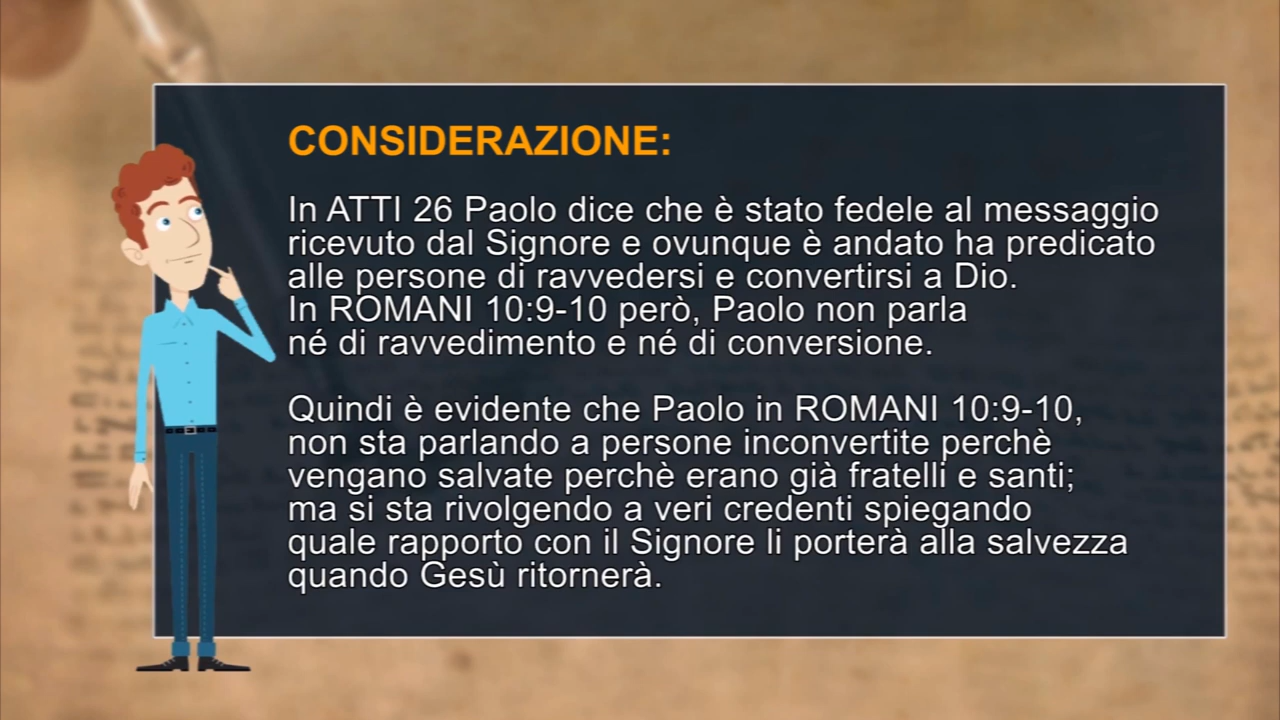 CONSIDERAZIONE:
In ATTI 26 Paolo dice che è stato fedele al messaggio
ricevuto dal Signore e ovunque è andato ha predicato
alle persone di ravvedersi e convertirsi a Dio.
In ROMANI 10:9-10 però, Paolo non parla
né di ravvedimento e né di conversione.
Quindi è evidente che Paolo in ROMANI 10:9-10,
non sta parlando a persone inconvertite perchè
vengano salvate perchè erano già fratelli e santi;
ma si sta rivolgendo a veri credenti spiegando
quale rapporto con il Signore li porterà alla salvezza
quando Gesù ritornerà.